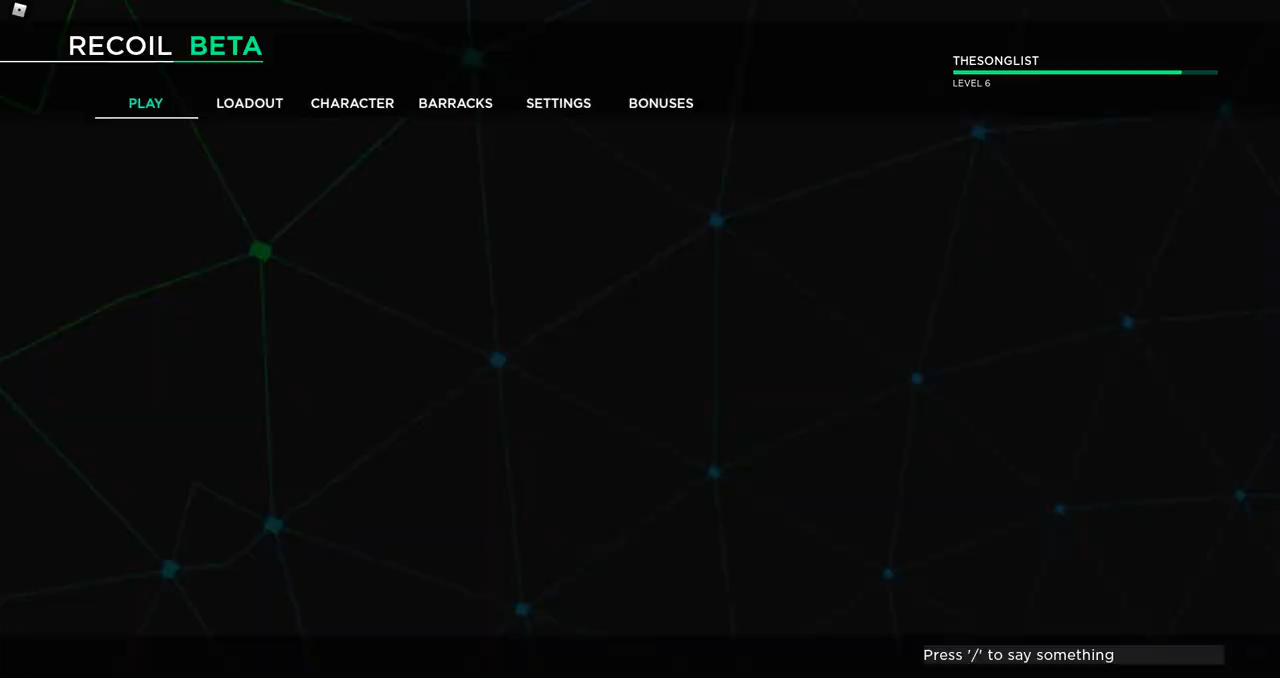 RECOIL BETA
THESONGLIST
LEVEL 6
PLAY LOADOUT CHARACTER BARRACKS SETTINGS BONUSES
Press '/' to say something